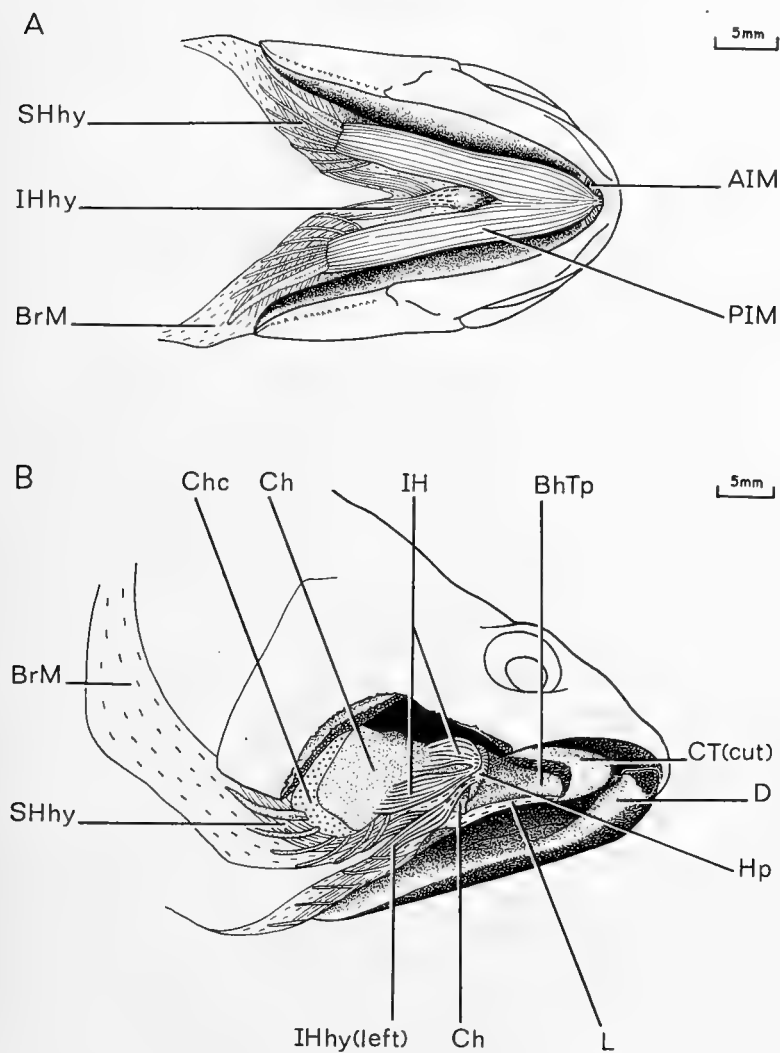 A
5mm
SHhy
AIM
IHhy
BrM
PIM
B
Chc Ch IH BhTp
5mm
BrM
CT(cut)
SHhy
D
Hp
IHhy(left) Ch L